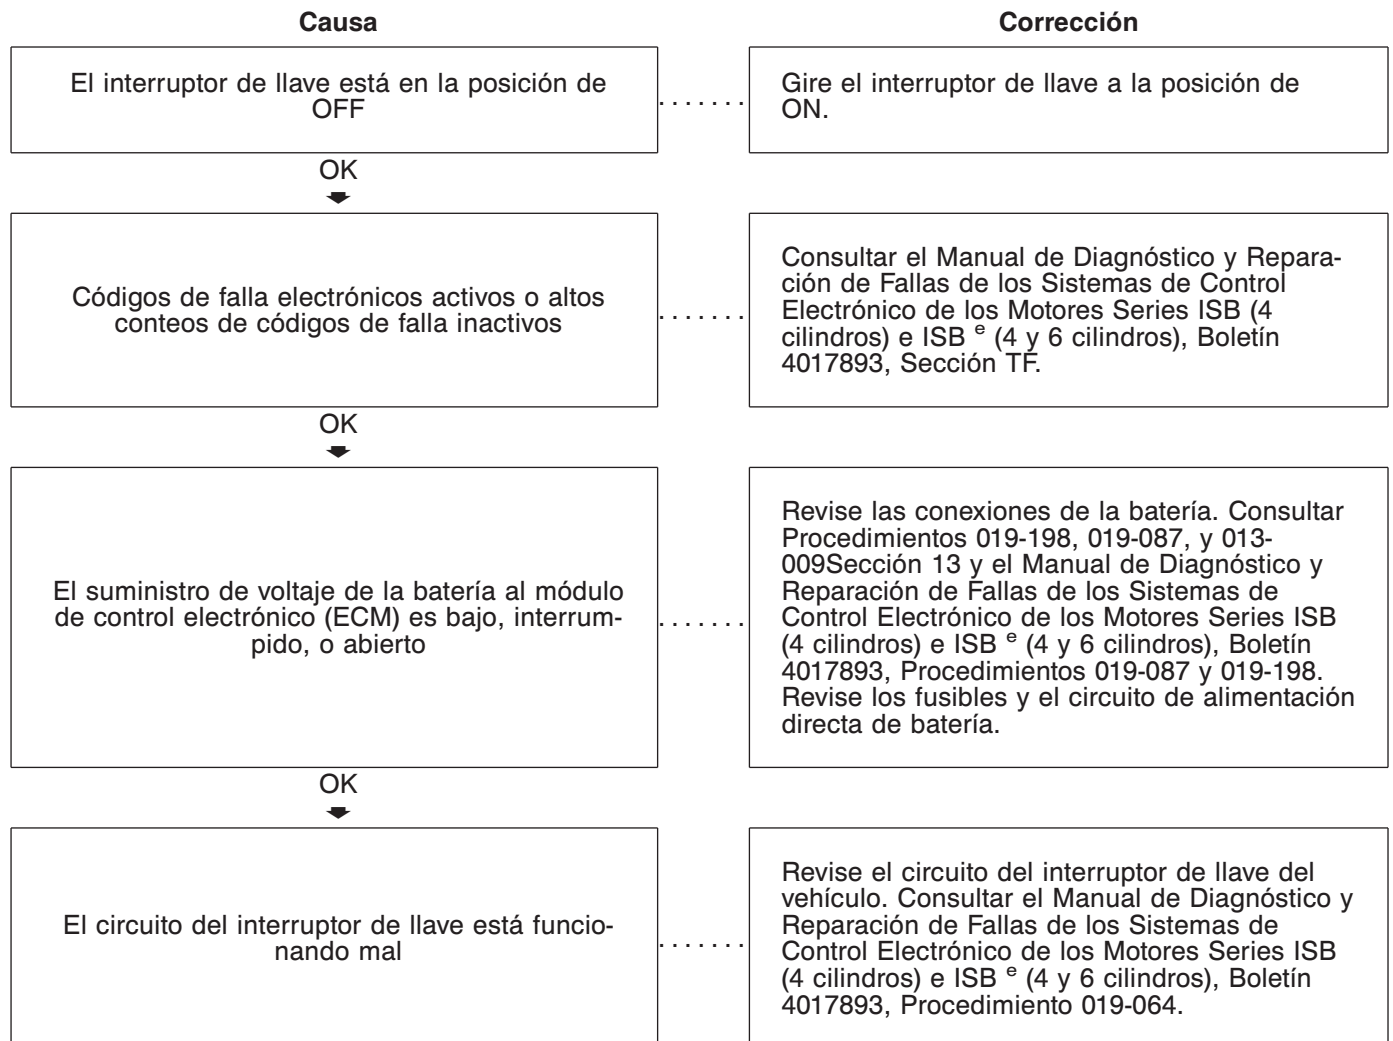 Causa
Corrección
El interruptor de llave está en la posición de
OFF
Gire el interruptor de llave a la posición de
ON.
OK
Códigos de falla electrónicos activos o altos
conteos de códigos de falla inactivos
Consultar el Manual de Diagnóstico y Repara-
ción de Fallas de los Sistemas de Control
Electrónico de los Motores Series ISB (4
cilindros) e ISB e (4 y 6 cilindros), Boletín
4017893, Sección TF.
OK
El suministro de voltaje de la batería al módulo
de control electrónico (ECM) es bajo, interrum-
pido, o abierto
Revise las conexiones de la batería. Consultar
Procedimientos 019-198, 019-087, y 013-
009Sección 13 y el Manual de Diagnóstico y
Reparación de Fallas de los Sistemas de
Control Electrónico de los Motores Series ISB
(4 cilindros) e ISB e (4 y 6 cilindros), Boletín
4017893, Procedimientos 019-087 y 019-198.
Revise los fusibles y el circuito de alimentación
directa de batería.
OK
El circuito del interruptor de llave está funcio-
nando mal
Revise el circuito del interruptor de llave del
vehículo. Consultar el Manual de Diagnóstico y
Reparación de Fallas de los Sistemas de
Control Electrónico de los Motores Series ISB
(4 cilindros) e ISB e (4 y 6 cilindros), Boletín
4017893, Procedimiento 019-064.